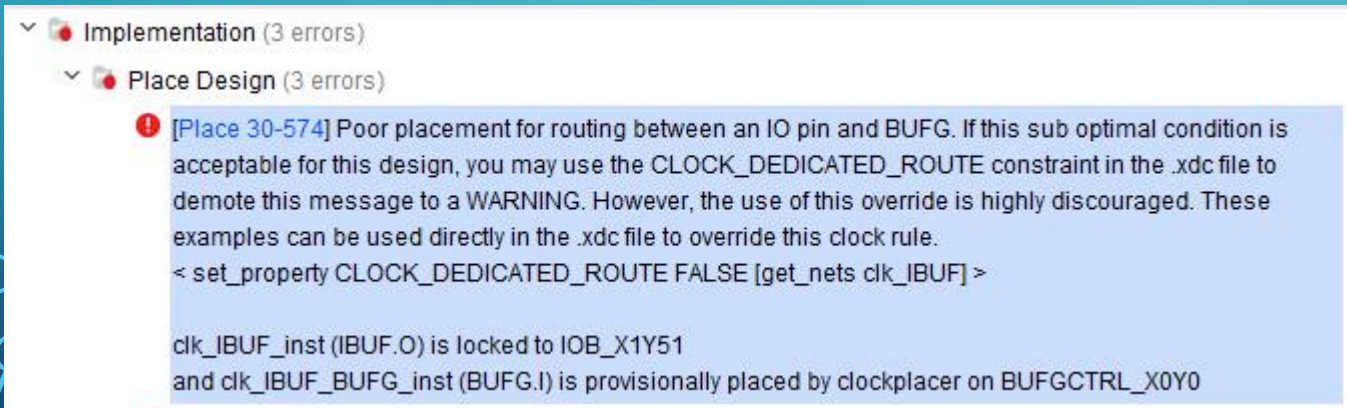 Implementation (3 errors)
Place Design (3 errors)
[Place 30-574] Poor placement for routing between an IO pin and BUFG. If this sub optimal condition is
acceptable for this design, you may use the CLOCK_DEDICATED_ROUTE constraint in the .xdc file to
demote this message to a WARNING. However, the use of this override is highly discouraged. These
examples can be used directly in the .xdc file to override this clock rule.
< set_property CLOCK_DEDICATED_ROUTE FALSE [get_nets clk_IBUF] >
clk_IBUF_inst (IBUF.O) is locked to IOB_X1Y51
and clk_IBUF_BUFG_inst (BUFG.I) is provisionally placed by clockplacer on BUFGCTRL_X0Y0